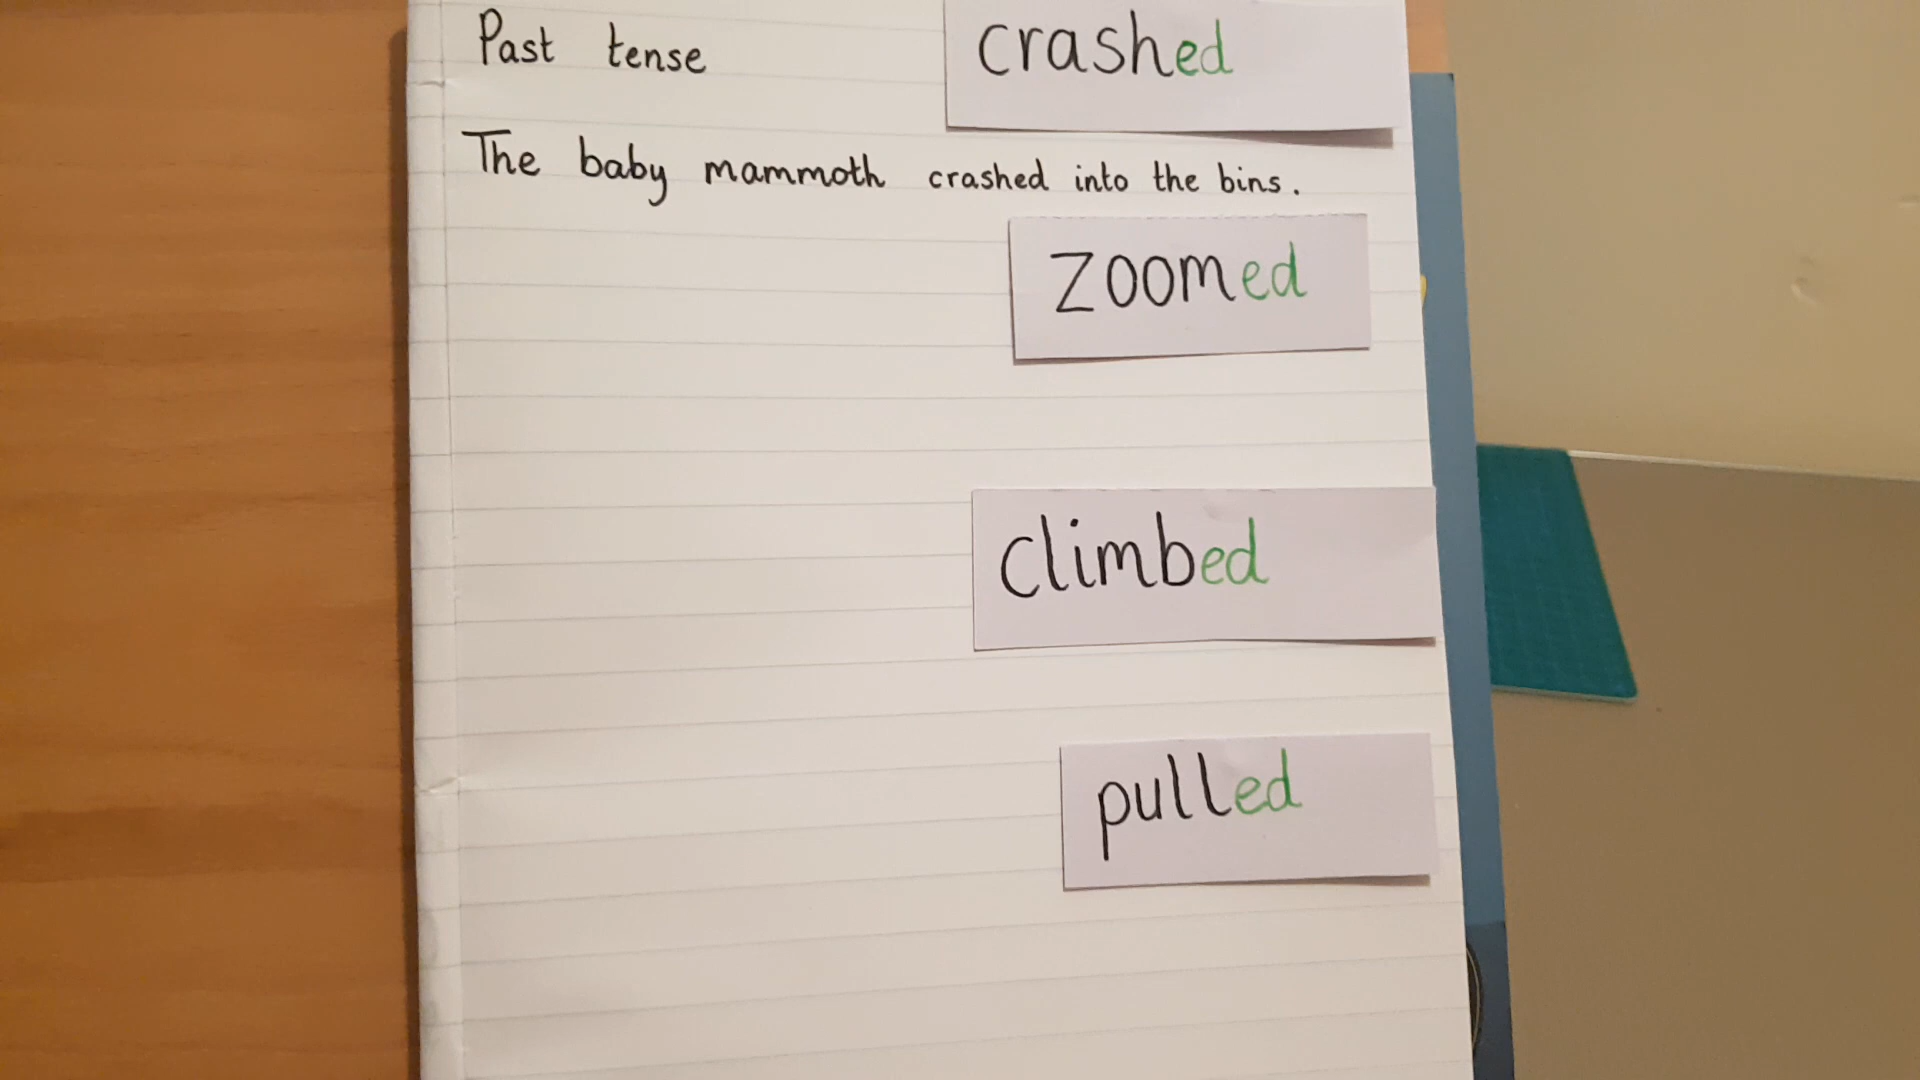 Past tense
crashed
The baby mammoth crashed into the bins.
zoomed
climbed
pulled